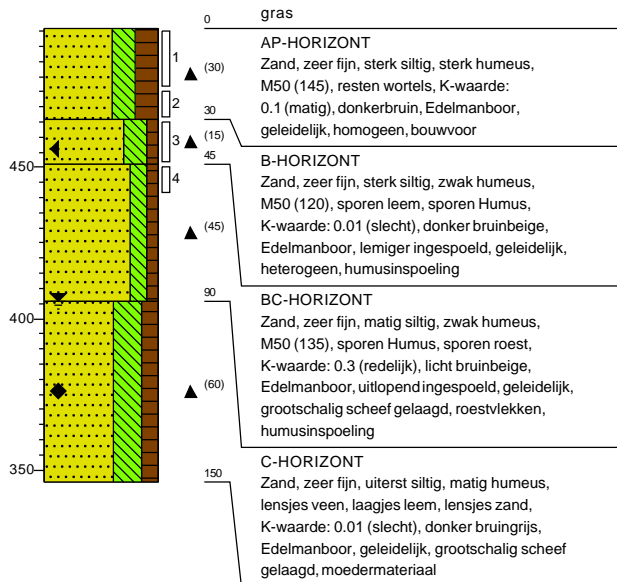 0 gras
AP-HORIZONT
Zand, zeer fijn, sterk siltig, sterk humeus,
M50 (145), resten wortels, K-waarde:
0.1 (matig), donkerbruin, Edelmanboor,
geleidelijk, homogeen, bouwvoor
1
(30)
2
30
3
(15)
45
450
4
B-HORIZONT
Zand, zeer fijn, sterk siltig, zwak humeus,
M50 (120), sporen leem, sporen Humus,
K-waarde: 0.01 (slecht), donker bruinbeige,
Edelmanboor, lemiger ingespoeld, geleidelijk,
heterogeen, humusinspoeling
(45)
90
400
BC-HORIZONT
Zand, zeer fijn, matig siltig, zwak humeus,
M50 (135), sporen Humus, sporen roest,
K-waarde: 0.3 (redelijk), licht bruinbeige,
Edelmanboor, uitlopend ingespoeld, geleidelijk,
grootschalig scheef gelaagd, roestvlekken,
humusinspoeling
(60)
350
150
C-HORIZONT
Zand, zeer fijn, uiterst siltig, matig humeus,
lensjes veen, laagjes leem, lensjes zand,
K-waarde: 0.01 (slecht), donker bruingrijs,
Edelmanboor, geleidelijk, grootschalig scheef
gelaagd, moedermateriaal